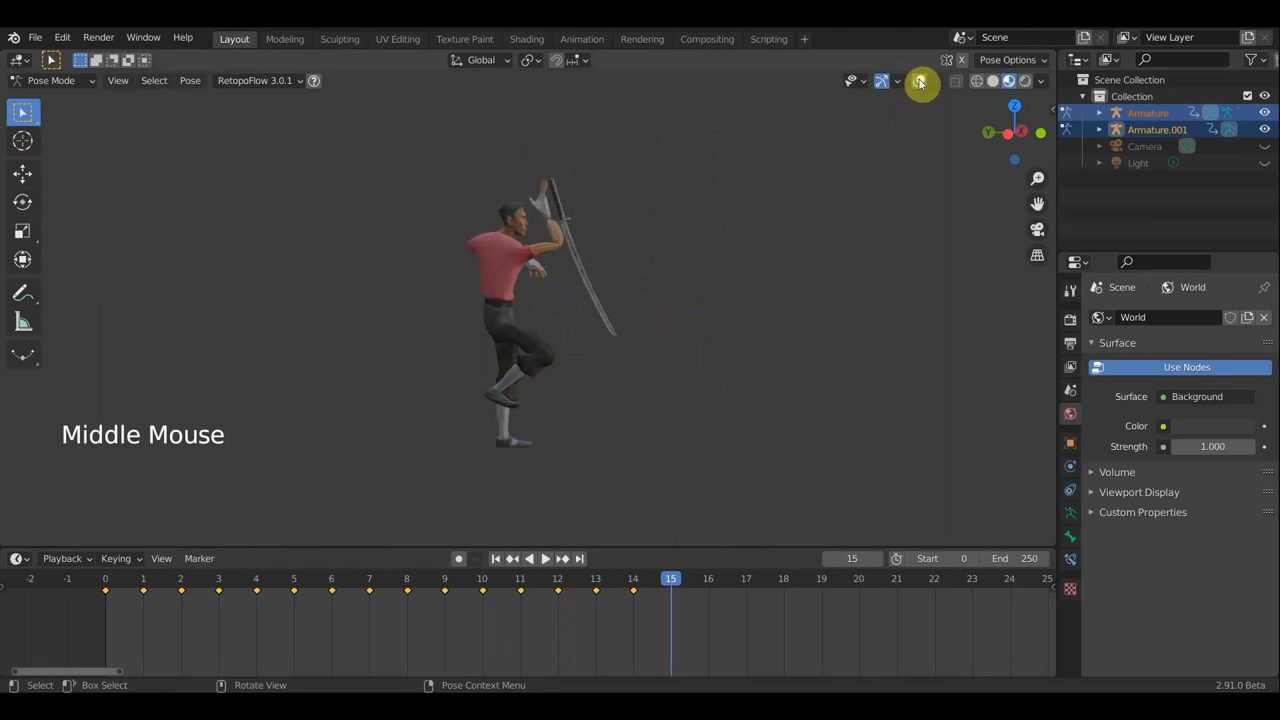 File Edit Render Window Help Layout Modeling Sculpting UV Editing Texture Paint Shading Animation Rendering Compositing Scripting + Scene View Layer
Global X Pose Options
Pose Mode View Select Pose RetopoFlow 3.0.1 ?
Scene Collection
Collection
Armature
Armature.001
Camera
Light
Z
Y X
Scene World
World
Surface
Use Nodes
Surface Background
Color
Strength 1.000
Volume
Viewport Display
Custom Properties
Middle Mouse
Playback Keying View Marker 15 Start 0 End 250
-2 -1 0 1 2 3 4 5 6 7 8 9 10 11 12 13 14 15 16 17 18 19 20 21 22 23 24 25
Select Box Select Rotate View Pose Context Menu 2.91.0 Beta